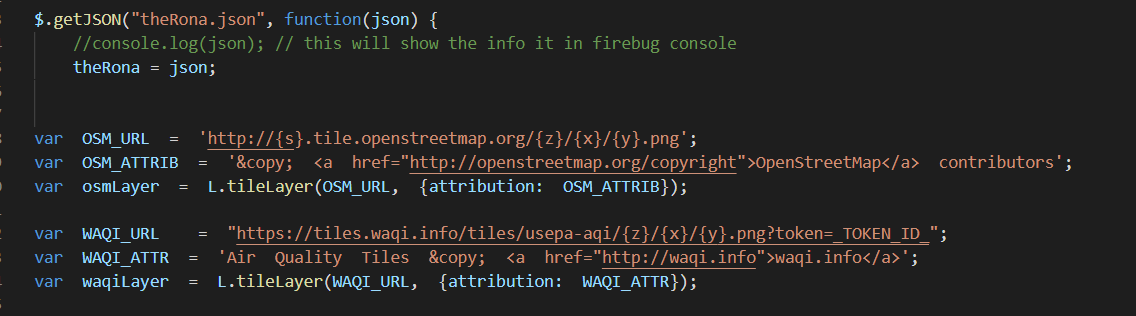 $.getJSON("theRona.json", function(json) {
//console.log(json); // this will show the info it in firebug console
theRona = json;
var OSM_URL = 'http://{s}.tile.openstreetmap.org/{z}/{x}/{y}.png';
var OSM_ATTRIB = '&copy; <a href="http://openstreetmap.org/copyright">OpenStreetMap</a> contributors';
var osmLayer = L.tileLayer(OSM_URL, {attribution: OSM_ATTRIB});
var WAQI_URL = "https://tiles.waqi.info/tiles/usepa-aqi/{z}/{x}/{y}.png?token=_TOKEN_ID_";
var WAQI_ATTR = 'Air Quality Tiles &copy; <a href="http://waqi.info">waqi.info</a>';
var waqiLayer = L.tileLayer(WAQI_URL, {attribution: WAQI_ATTR});